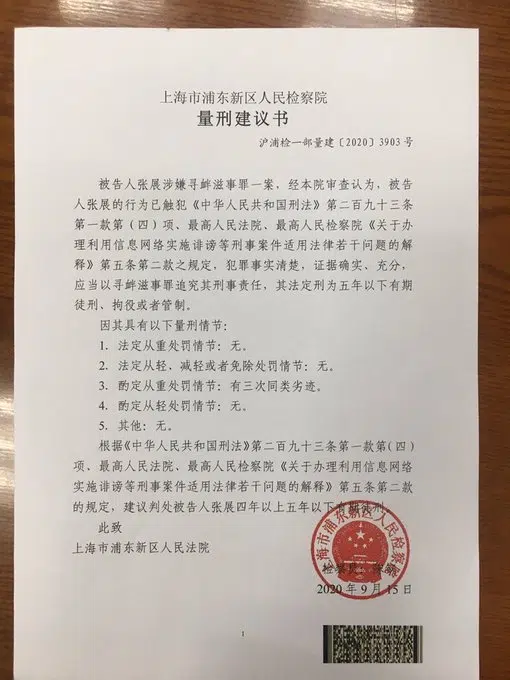 上海市浦东新区人民检察院
量刑建议书
沪浦检一部量建〔2020〕3903号
被告人张展涉嫌寻衅滋事罪一案，经本院审查认为，被告
人张展的行为已触犯《中华人民共和国刑法》第二百九十三条
第一款第（四）项、最高人民法院、最高人民检察院《关于办
理利用信息网络实施诽谤等刑事案件适用法律若干问题的解
释》第五条第二款之规定，犯罪事实清楚，证据确实、充分，
应当以寻衅滋事罪追究其刑事责任，其法定刑为五年以下有期
徒刑、拘役或者管制。
因其具有以下量刑情节：
1. 法定从重处罚情节：无。
2. 法定从轻，减轻或者免除处罚情节：无。
3. 酌定从重处罚情节：有三次同类劣迹。
4. 酌定从轻处罚情节：无。
5. 其他：无。
根据《中华人民共和国刑法》第二百九十三条第一款第(四)
项、最高人民法院、最高人民检察院《关于办理利用信息网络
实施诽谤等刑事案件适用法律若干问题的解释》第五条第二款
的规定，建议判处被告人张展四年以上五年以下有期徒刑。
此致
上海市浦东新区人民法院
上海市浦东新区人民检察院
检察员：
2020年9月15日
1